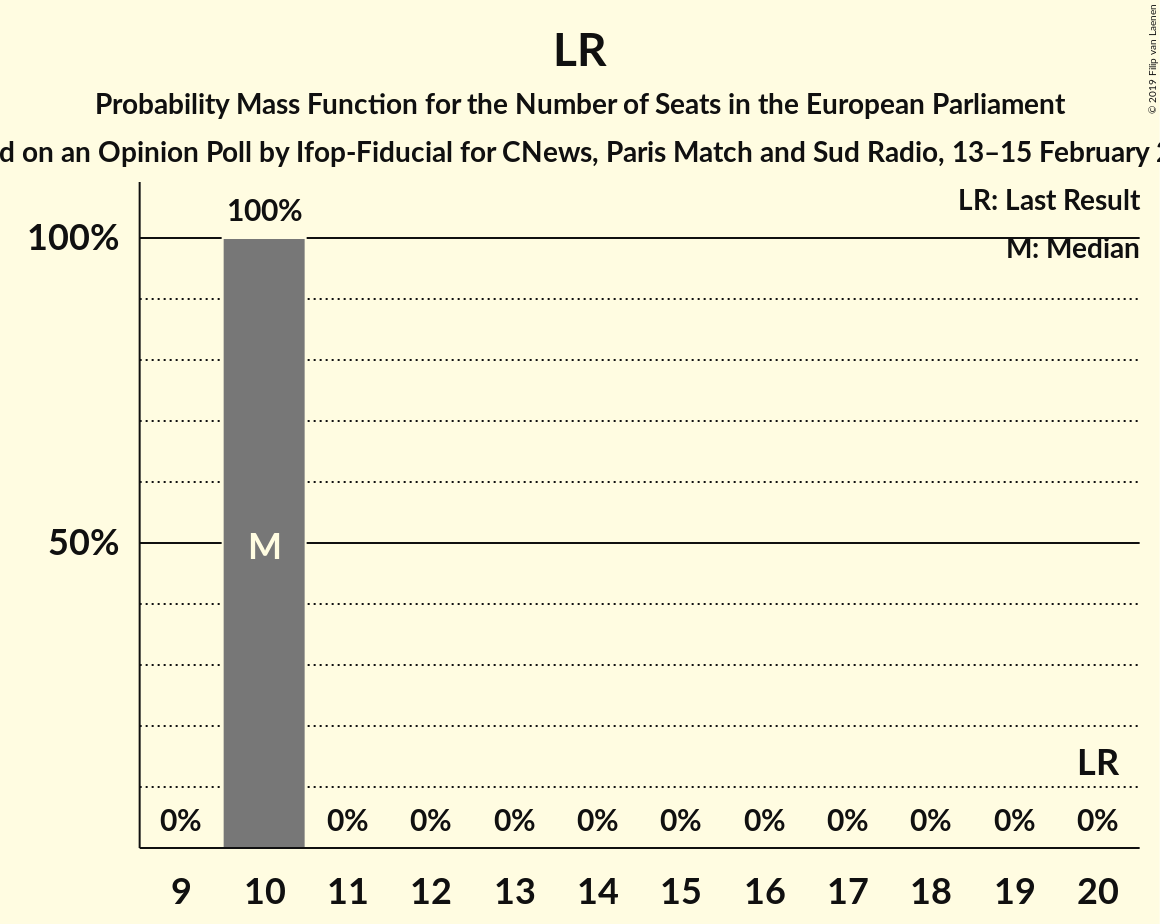 LR
Probability Mass Function for the Number of Seats in the European Parliament
on an Opinion Poll by Ifop-Fiducial for CNews, Paris Match and Sud Radio, 13–15 February
© 2019 Filip van Laenen
LR: Last Result
M: Median
100%
100%
50%
M
LR
0% 0% 0% 0% 0% 0% 0% 0% 0% 0% 0%
9 10 11 12 13 14 15 16 17 18 19 20